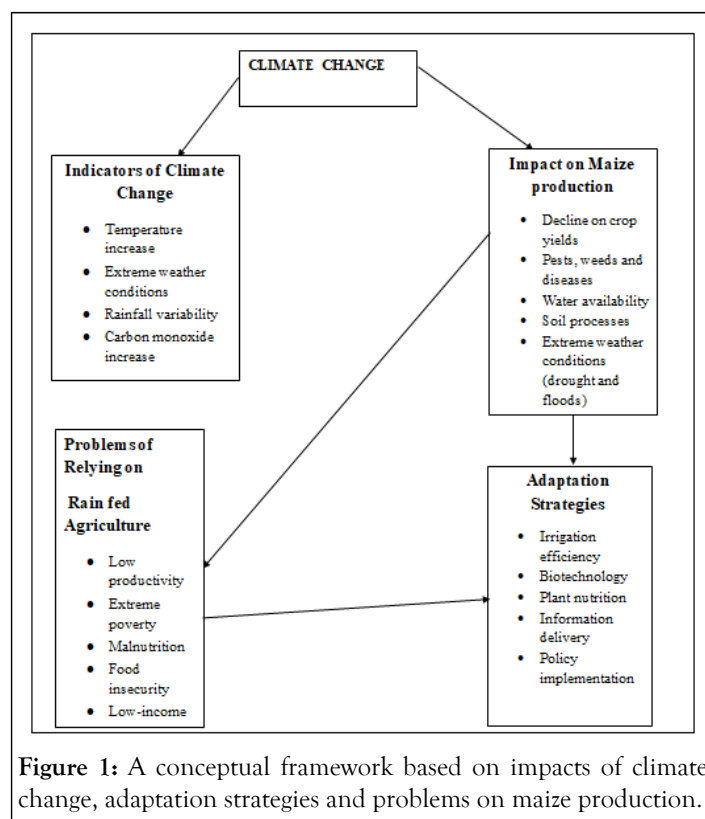 CLIMATE CHANGE
Indicators of Climate
Change
• Temperature
increase
• Extreme weather
conditions
• Rainfall variability
• Carbon monoxide
increase
Impact on Maize
production
• Decline on crop
yields
• Pests, weeds and
diseases
• Water availability
• Soil processes
• Extreme weather
conditions
(drought and
floods)
Problems of
Relying on
Rain fed
Agriculture
• Low
productivity
• Extreme
poverty
• Malnutrition
• Food
insecurity
• Low-income
Adaptation
Strategies
• Irrigation
efficiency
• Biotechnology
• Plant nutrition
• Information
delivery
• Policy
implementation
Figure 1: A conceptual framework based on impacts of climate
change, adaptation strategies and problems on maize production.